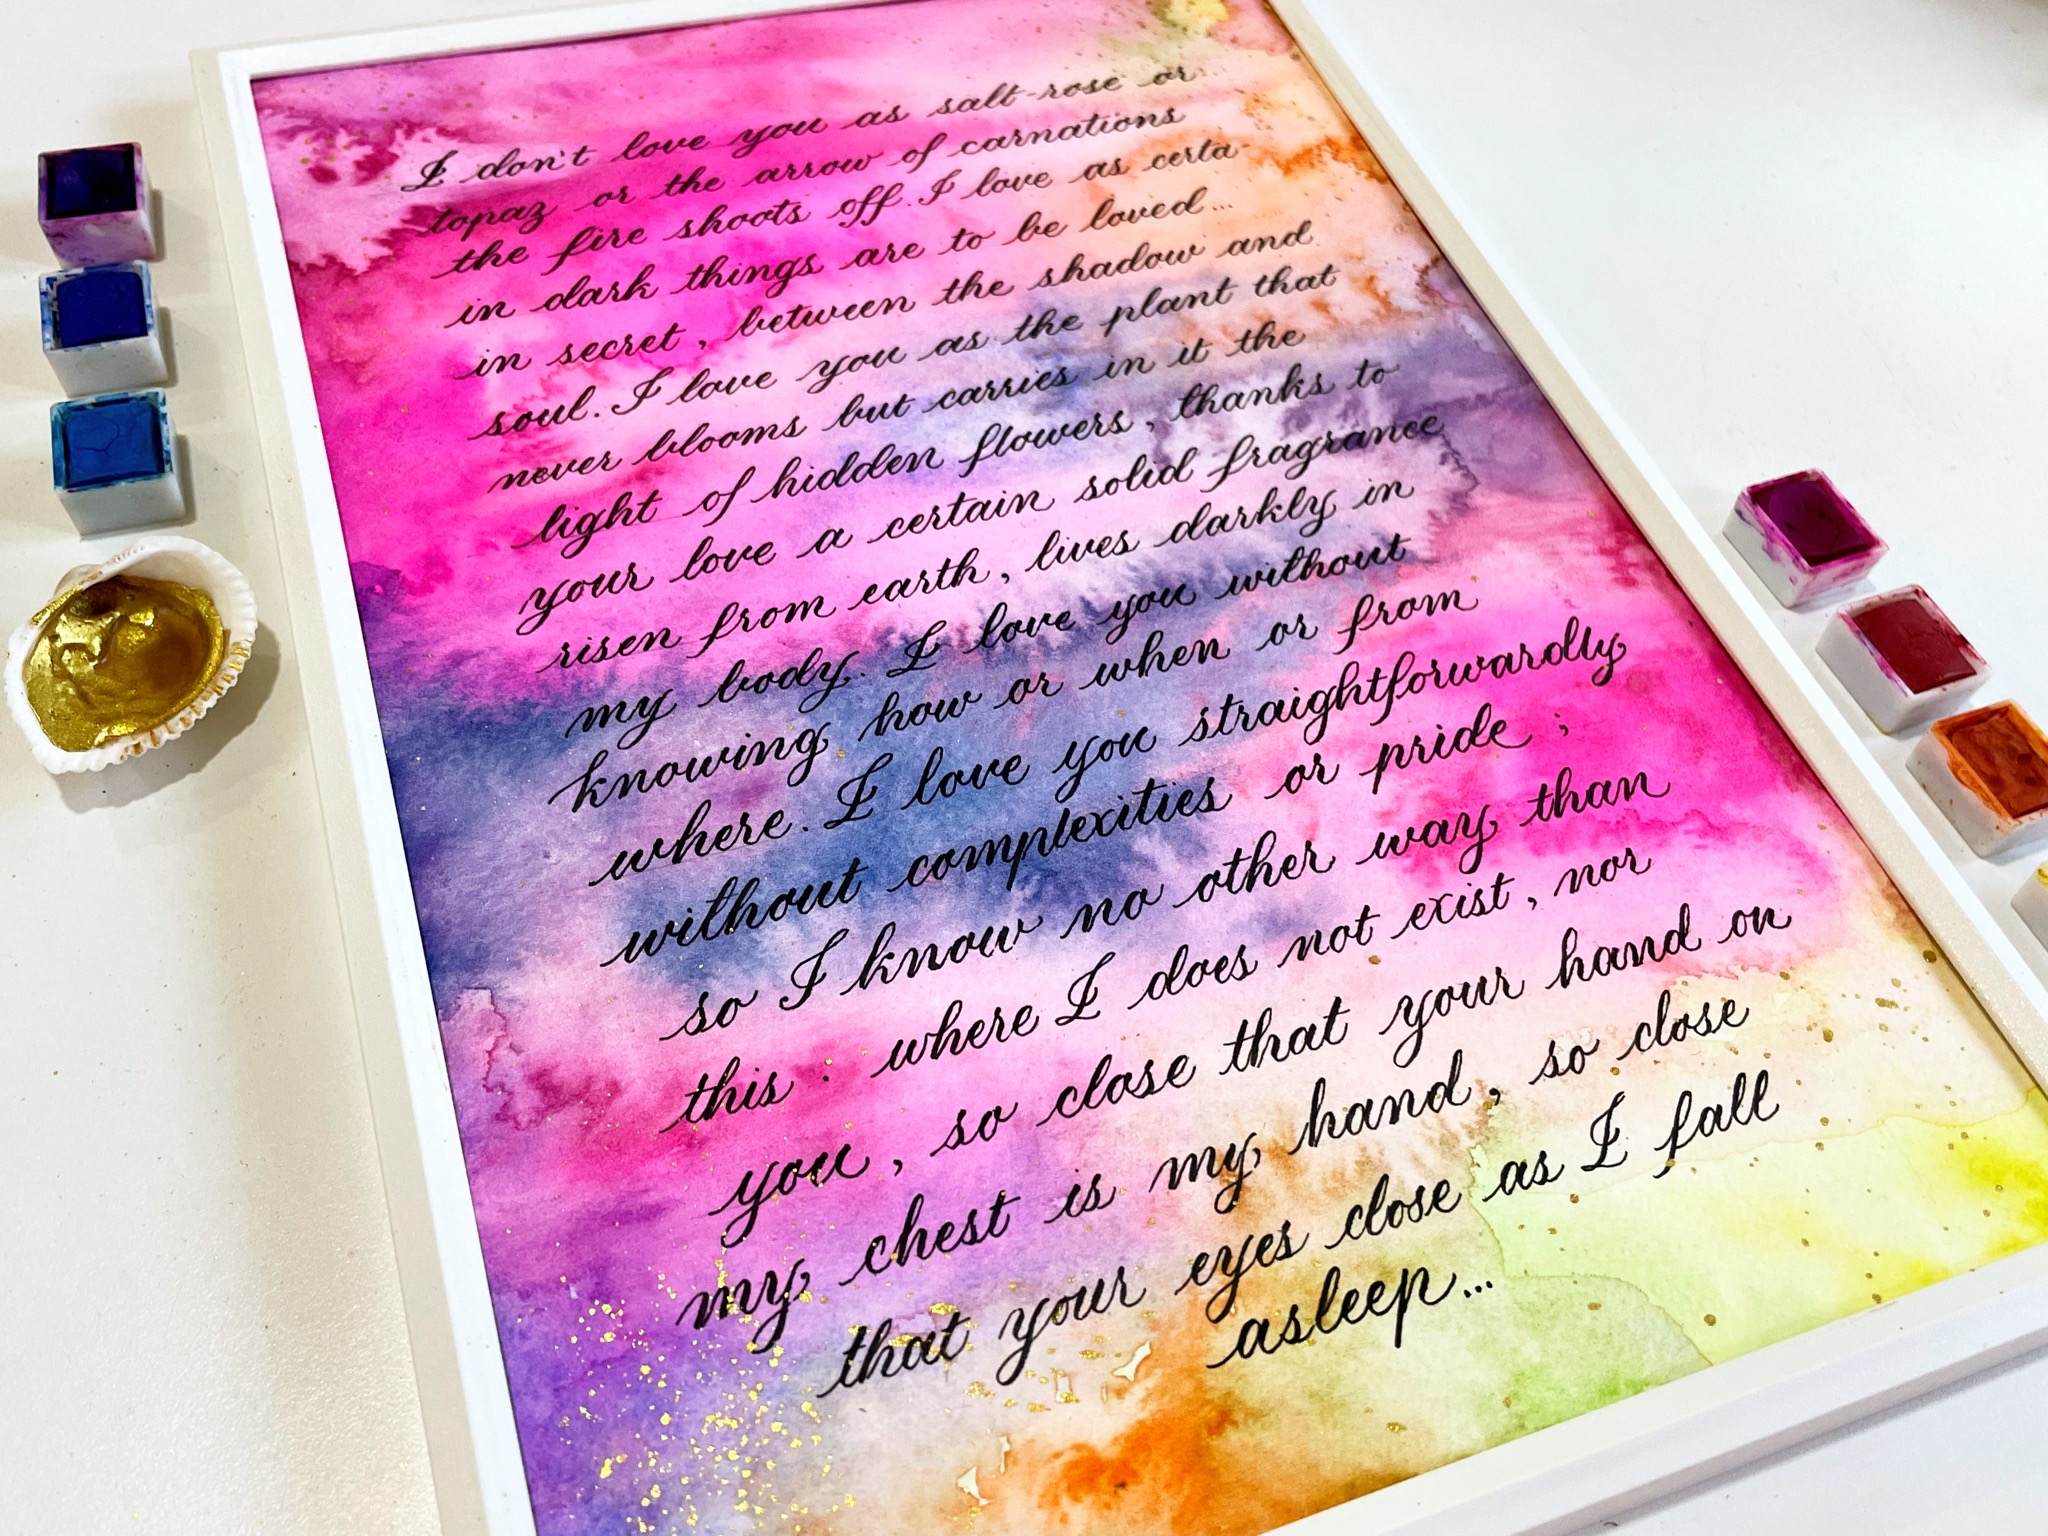 I don't love you as salt-rose or
topaz or the arrow of carnations
the fire shoots off. I love as certa-
in dark things are to be loved...
in secret, between the shadow and
soul. I love you as the plant that
never blooms but carries in it the
light of hidden flowers, thanks to
your love a certain solid fragrance
risen from earth, lives darkly in
my body. I love you without
knowing how or when or from
where. I love you straightforwardly
without complexities or pride ;
so I know no other way than
this : where I does not exist, nor
you, so close that your hand on
my chest is my hand, so close
that your eyes close as I fall
asleep...